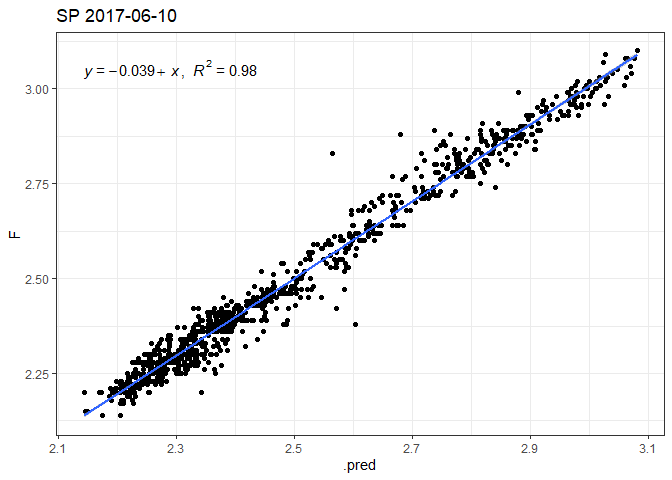 SP 2017-06-10
y = −0.039 + x, R² = 0.98
3.00
2.75
2.50
2.25
F
2.1 2.3 2.5 2.7 2.9 3.1
.pred